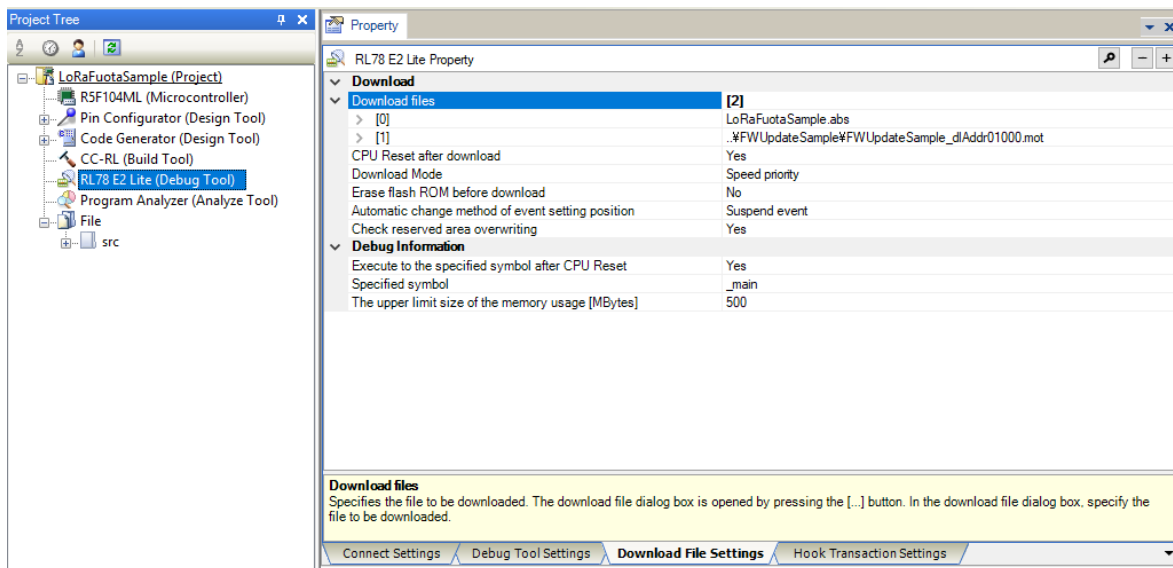 Project Tree
LoRaFuotaSample (Project)
R5F104ML (Microcontroller)
Pin Configurator (Design Tool)
Code Generator (Design Tool)
CC-RL (Build Tool)
RL78 E2 Lite (Debug Tool)
Program Analyzer (Analyze Tool)
File
src
Property
RL78 E2 Lite Property
Download
Download files [2]
[0] LoRaFuotaSample.abs
[1] ..¥FWUpdateSample¥FWUpdateSample_dlAddr01000.mot
CPU Reset after download Yes
Download Mode Speed priority
Erase flash ROM before download No
Automatic change method of event setting position Suspend event
Check reserved area overwriting Yes
Debug Information
Execute to the specified symbol after CPU Reset Yes
Specified symbol _main
The upper limit size of the memory usage [MBytes] 500
Download files
Specifies the file to be downloaded. The download file dialog box is opened by pressing the [...] button. In the download file dialog box, specify the
file to be downloaded.
Connect Settings Debug Tool Settings Download File Settings Hook Transaction Settings